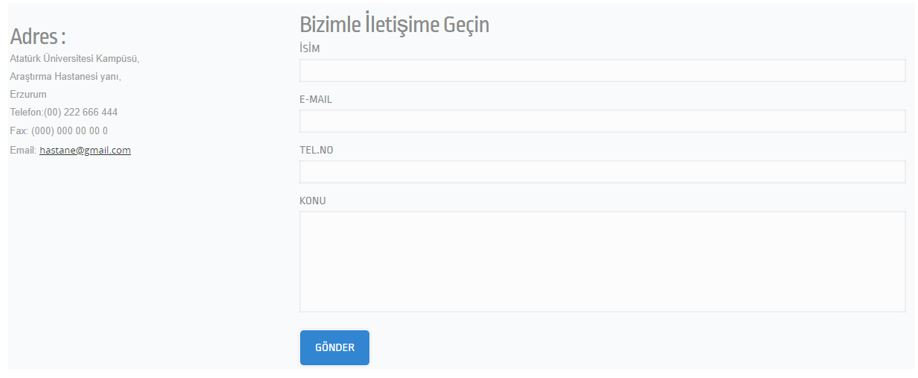 Adres :
Atatürk Üniversitesi Kampüsü,
Araştırma Hastanesi yanı,
Erzurum
Telefon:(00) 222 666 444
Fax: (000) 000 00 00 0
Email: hastane@gmail.com
Bizimle İletişime Geçin
İSİM
E-MAIL
TEL.NO
KONU
GÖNDER